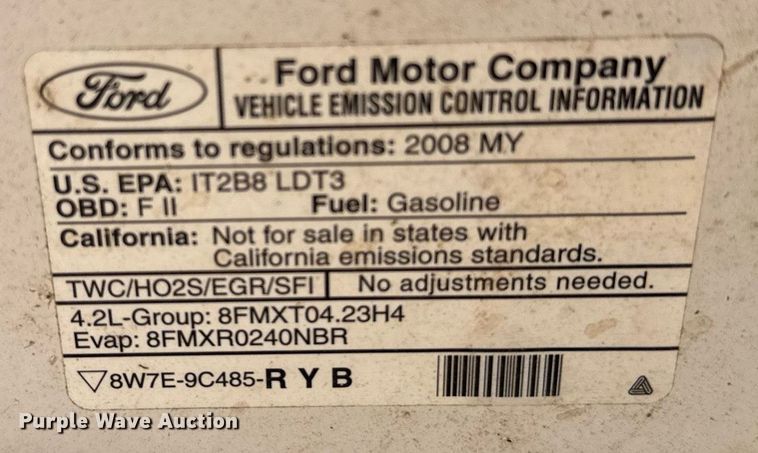 Ford
Ford Motor Company
VEHICLE EMISSION CONTROL INFORMATION
Conforms to regulations: 2008 MY
U.S. EPA: IT2B8 LDT3
OBD: F II Fuel: Gasoline
California: Not for sale in states with
California emissions standards.
TWC/HO2S/EGR/SFI No adjustments needed.
4.2L-Group: 8FMXT04.23H4
Evap: 8FMXR0240NBR
▽8W7E-9C485-R Y B
Purple Wave Auction